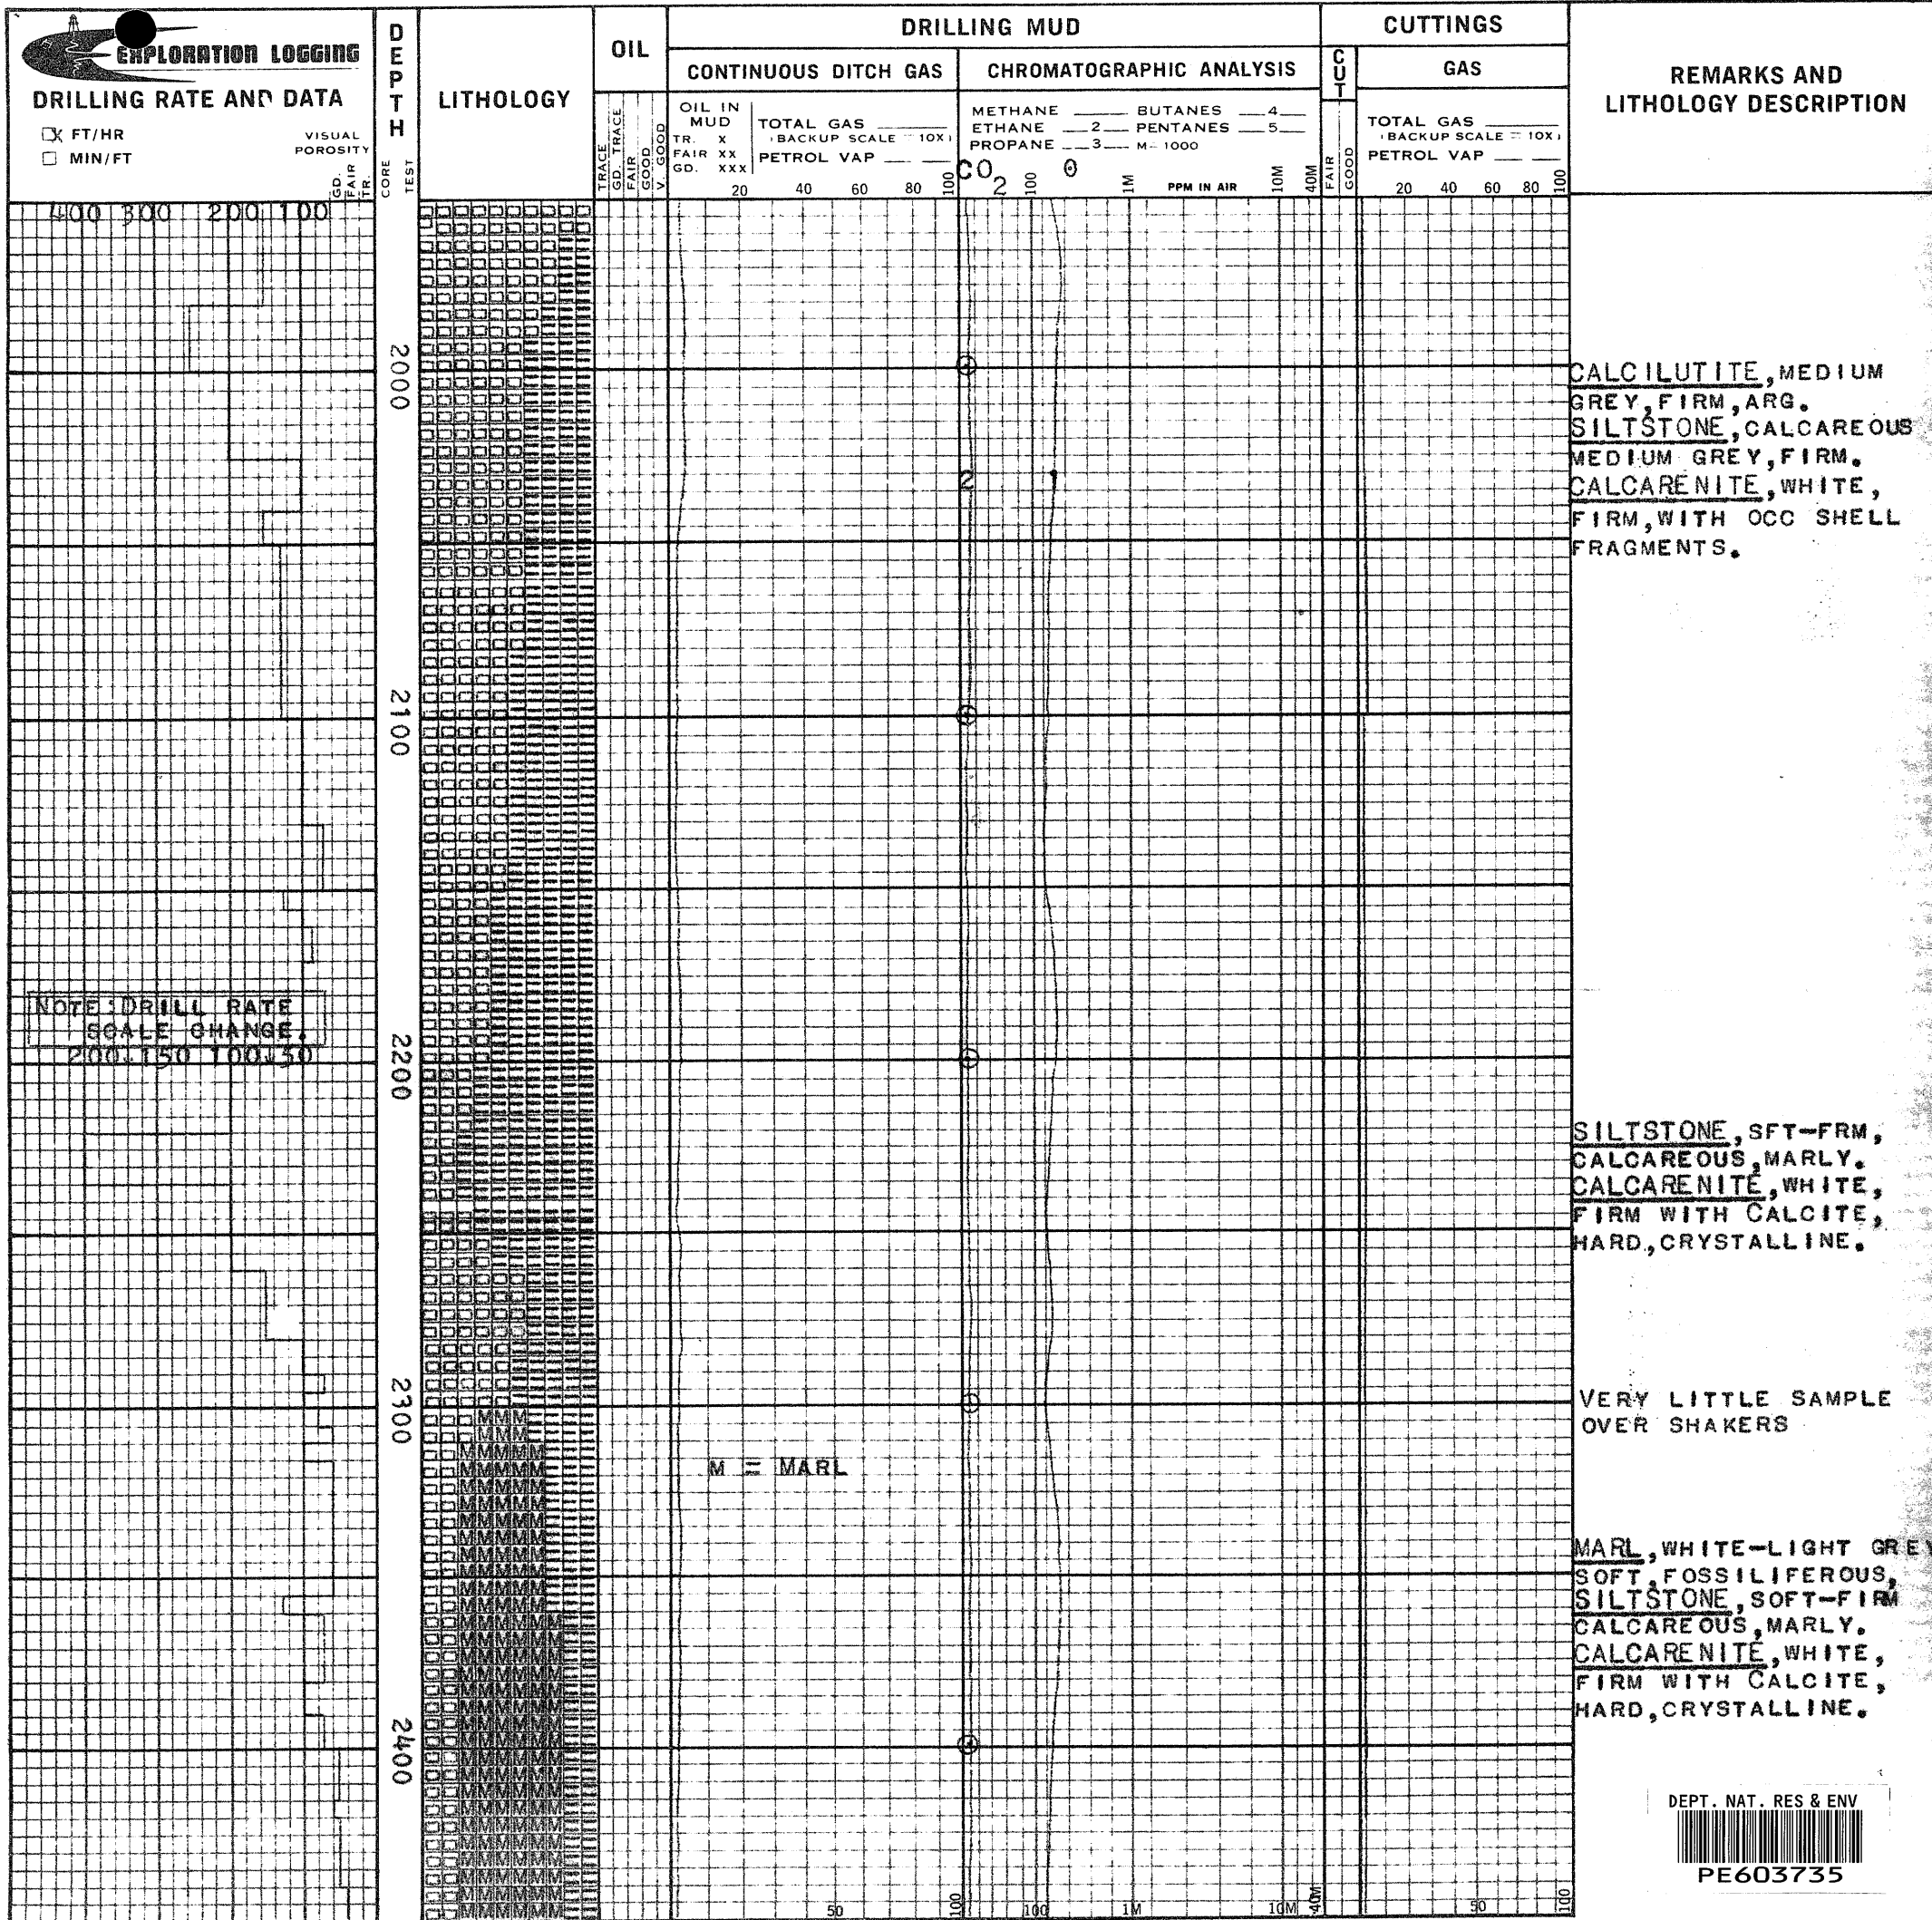 EXPLORATION LOGGING
DRILLING RATE AND DATA
FT/HR
MIN/FT
VISUAL
POROSITY
GD.
FAIR
TR.
DEPTH
CORE
TEST
LITHOLOGY
OIL
TRACE
GD. TRACE
FAIR
GOOD
V. GOOD
DRILLING MUD
CONTINUOUS DITCH GAS
OIL IN
MUD
TR. X
FAIR XX
GD. XXX
TOTAL GAS
(BACKUP SCALE = 10X)
PETROL VAP
20 40 60 80 100
CHROMATOGRAPHIC ANALYSIS
METHANE BUTANES 4
ETHANE 2 PENTANES 5
PROPANE 3 M = 1000
CO2 0
100 1M PPM IN AIR 10M 40M
CUTTINGS
CUT
FAIR
GOOD
GAS
TOTAL GAS
(BACKUP SCALE = 10X)
PETROL VAP
20 40 60 80 100
REMARKS AND
LITHOLOGY DESCRIPTION
400 300 200 100
2000
CALCILUTITE, MEDIUM
GREY, FIRM, ARG.
SILTSTONE, CALCAREOUS
MEDIUM GREY, FIRM.
CALCARENITE, WHITE,
FIRM, WITH OCC SHELL
FRAGMENTS.
2
2100
NOTE: DRILL RATE
SCALE CHANGE.
200 150 100 50
2200
SILTSTONE, SFT-FRM,
CALCAREOUS, MARLY.
CALCARENITE, WHITE,
FIRM WITH CALCITE,
HARD, CRYSTALLINE.
2300
VERY LITTLE SAMPLE
OVER SHAKERS
M = MARL
MARL, WHITE-LIGHT GREY
SOFT, FOSSILIFEROUS,
SILTSTONE, SOFT-FIRM
CALCAREOUS, MARLY.
CALCARENITE, WHITE,
FIRM WITH CALCITE,
HARD, CRYSTALLINE.
2400
DEPT. NAT. RES & ENV
PE603735
50 100 100 1M 10M 40M 50 100